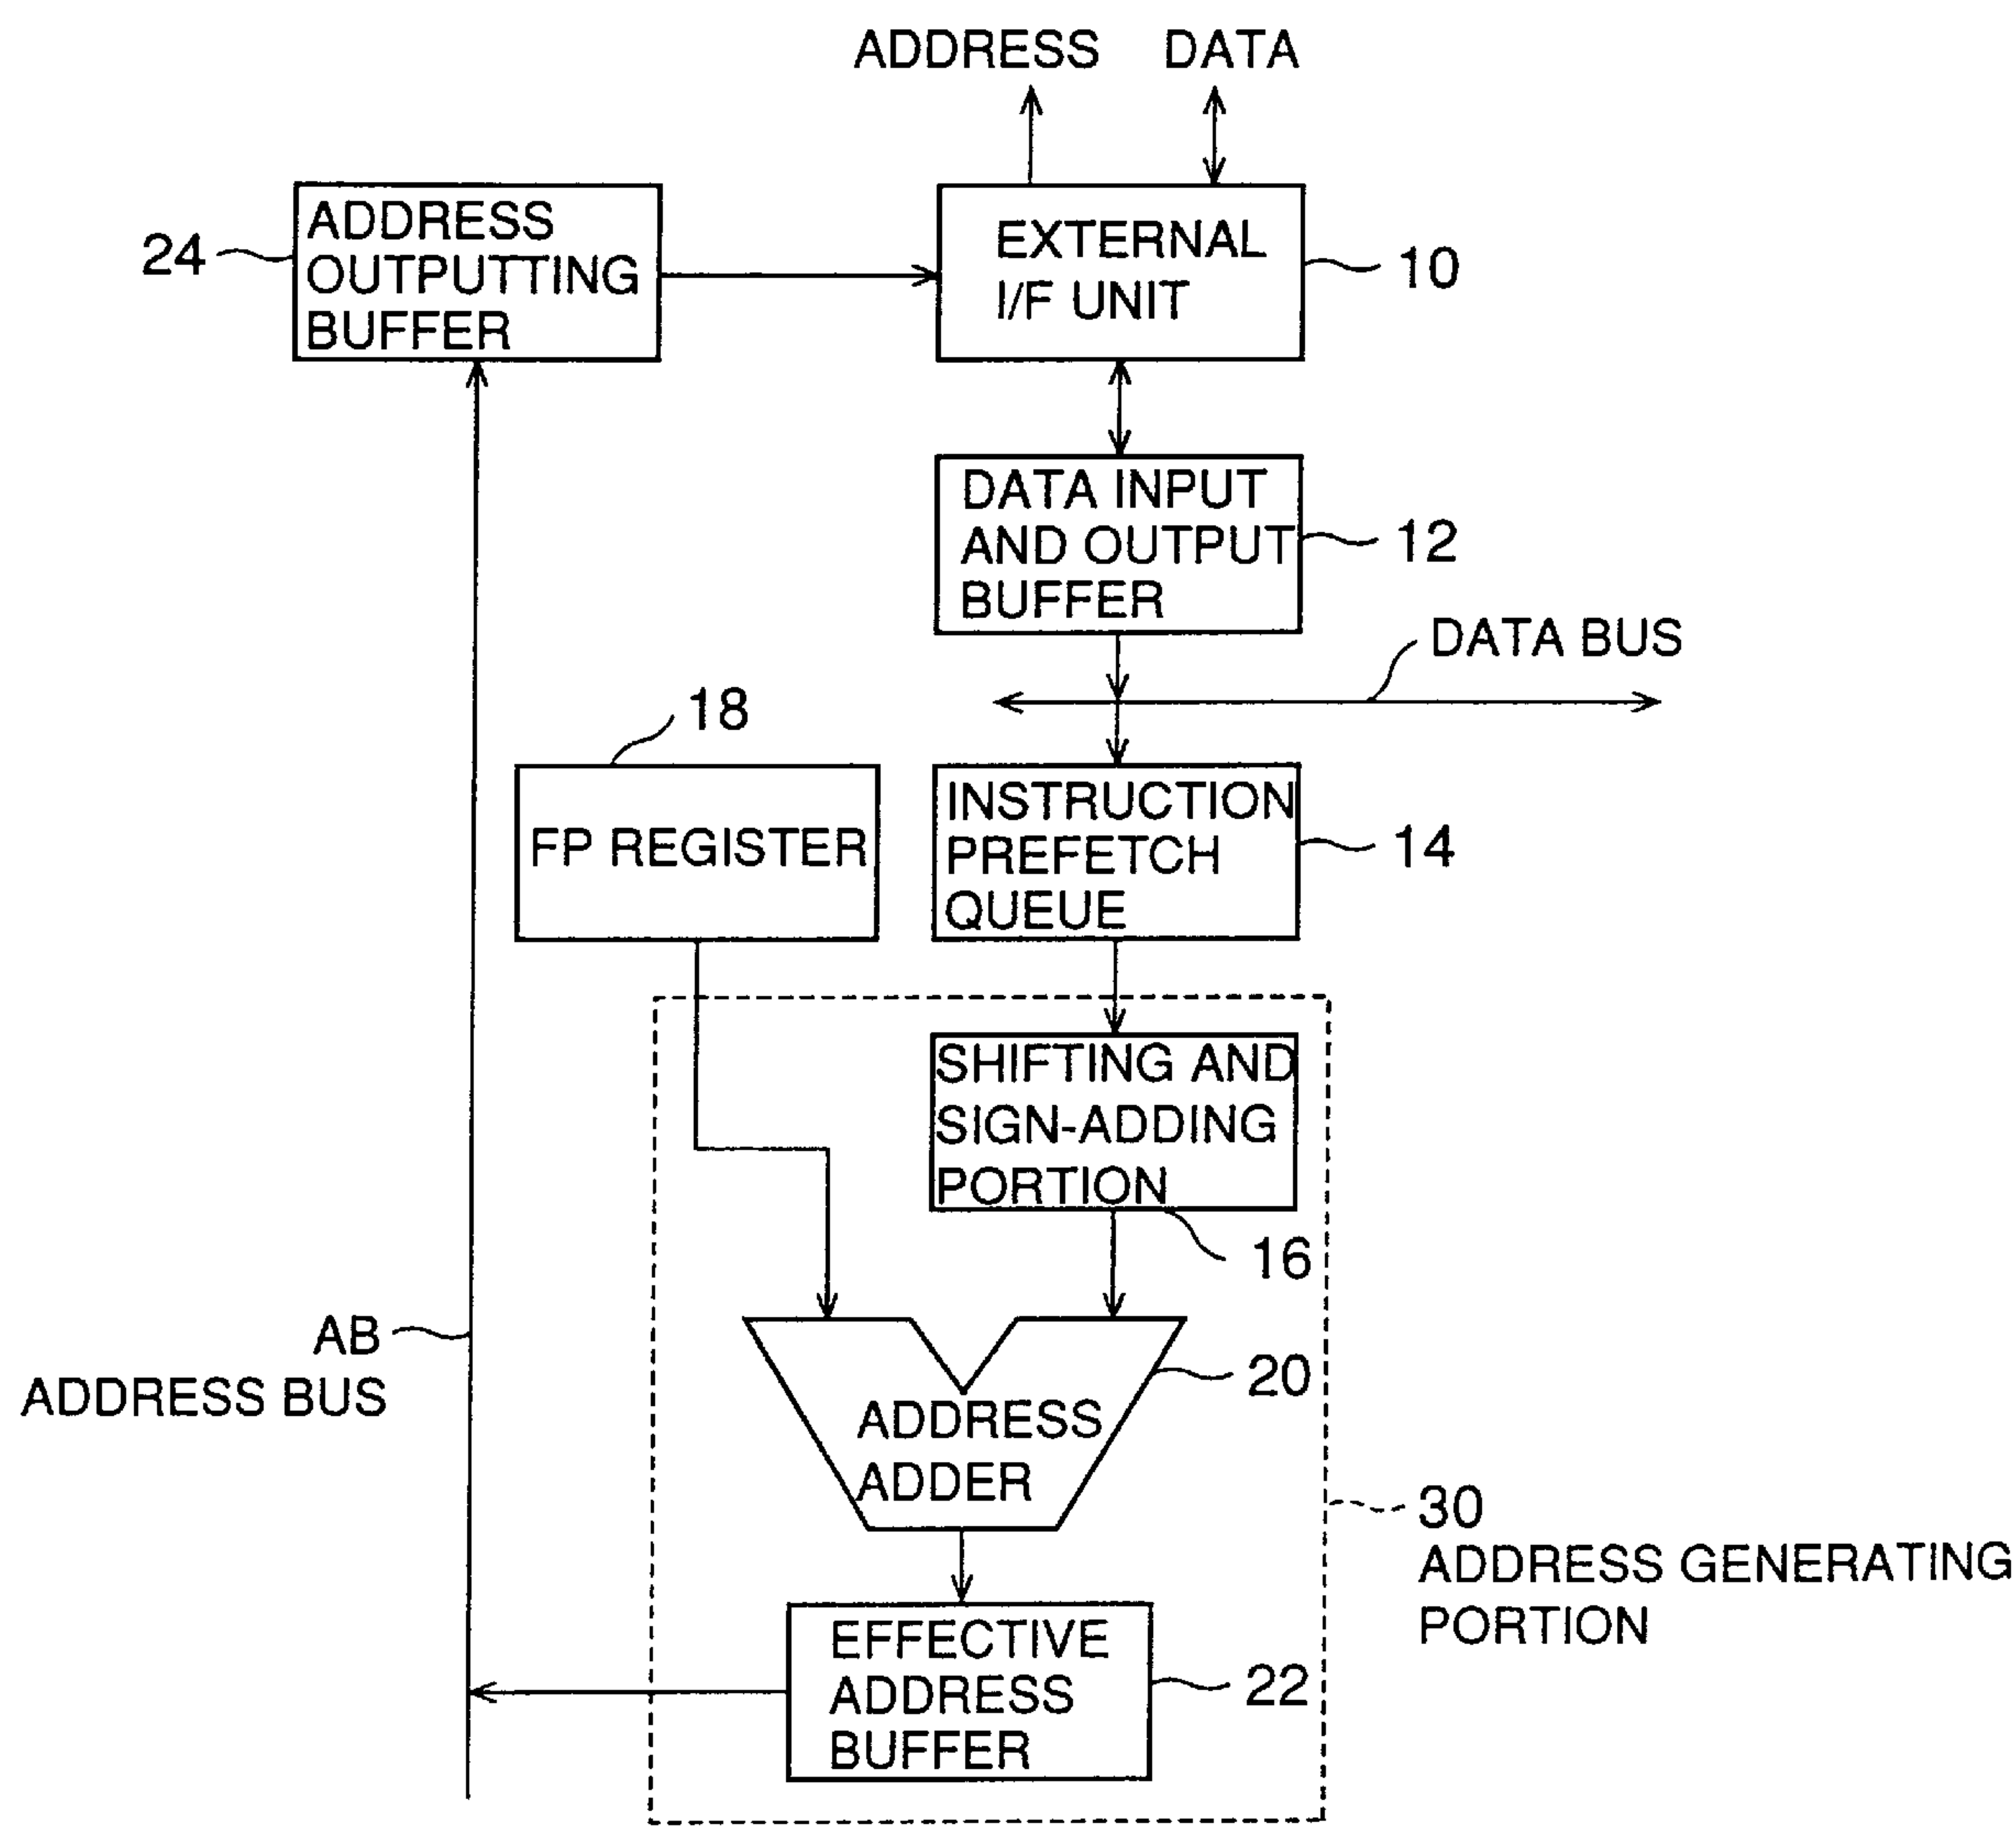 ADDRESS DATA
ADDRESS
OUTPUTTING
BUFFER
24
EXTERNAL
I/F UNIT
10
DATA INPUT
AND OUTPUT
BUFFER
12
DATA BUS
18
FP REGISTER
INSTRUCTION
PREFETCH
QUEUE
14
SHIFTING AND
SIGN-ADDING
PORTION
16
AB
ADDRESS BUS
ADDRESS
ADDER
20
30
ADDRESS GENERATING
PORTION
EFFECTIVE
ADDRESS
BUFFER
22